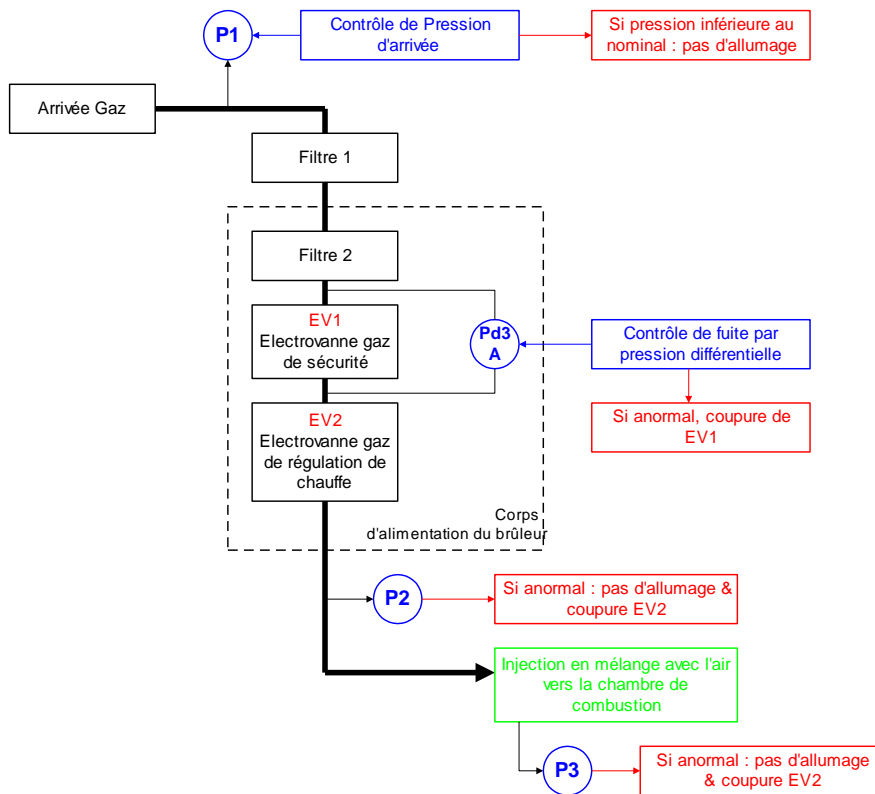 P1
Contrôle de Pression
d'arrivée
Si pression inférieure au
nominal : pas d'allumage
Arrivée Gaz
Filtre 1
Filtre 2
EV1
Electrovanne gaz
de sécurité
Pd3
A
Contrôle de fuite par
pression différentielle
Si anormal, coupure de
EV1
EV2
Electrovanne gaz
de régulation de
chauffe
Corps
d'alimentation du brûleur
P2
Si anormal : pas d'allumage &
coupure EV2
Injection en mélange avec l'air
vers la chambre de
combustion
P3
Si anormal : pas d'allumage
& coupure EV2